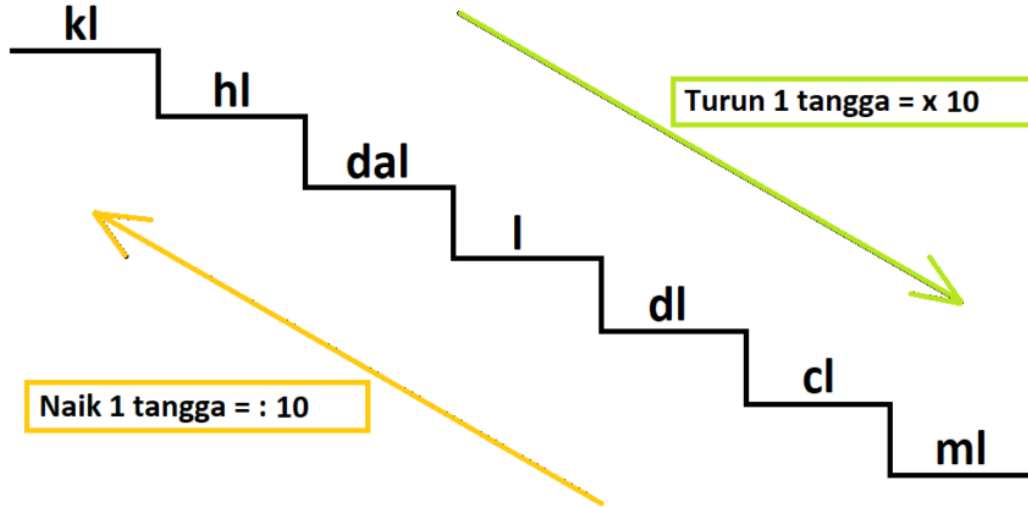 kl
hl
Turun 1 tangga = x 10
dal
l
dl
cl
Naik 1 tangga = : 10
ml